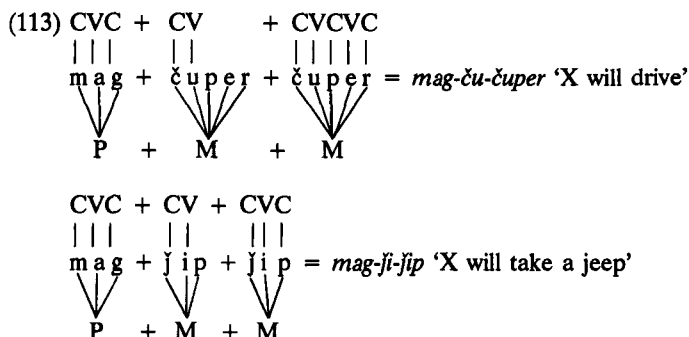 (113) CVC + CV + CVCVC
m a g + č u p e r + č u p e r = mag-ču-čuper ‘X will drive’
P + M + M
CVC + CV + CVC
m a g + ǰ i p + ǰ i p = mag-ǰi-ǰip ‘X will take a jeep’
P + M + M